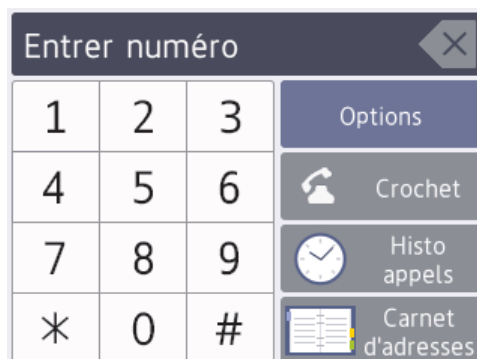 Entrer numéro
1 2 3
Options
4 5 6
Crochet
7 8 9
Histo
appels
* 0 #
Carnet
d'adresses